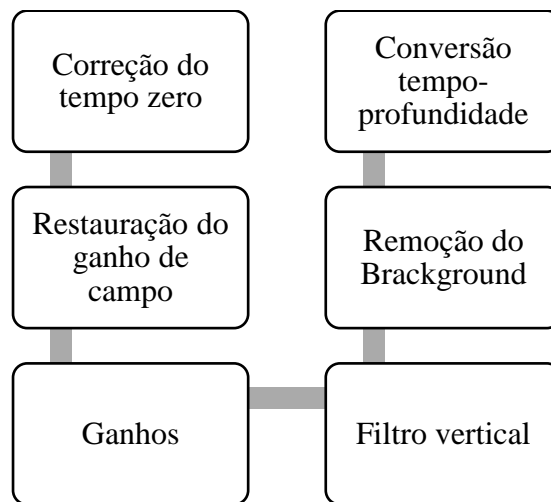 Correção do
tempo zero
Restauração do
ganho de
campo
Ganhos
Filtro vertical
Remoção do
Brackground
Conversão
tempo-
profundidade